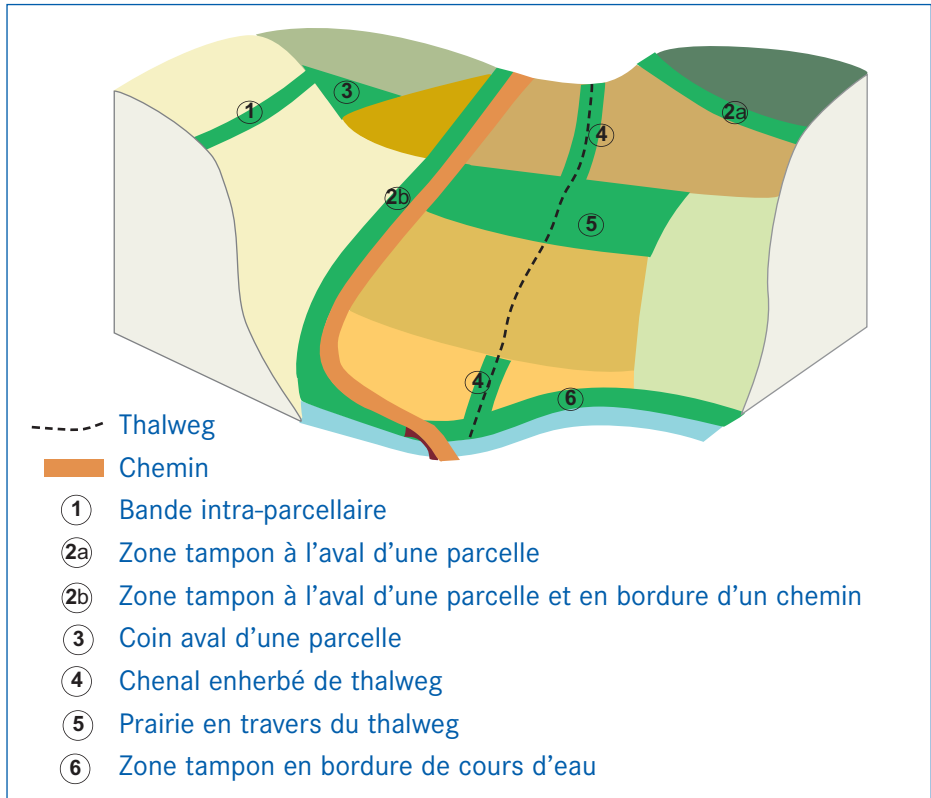 3
1
2a
4
2b
5
4
6
Thalweg
Chemin
1 Bande intra-parcellaire
2a Zone tampon à l'aval d'une parcelle
2b Zone tampon à l'aval d'une parcelle et en bordure d'un chemin
3 Coin aval d'une parcelle
4 Chenal enherbé de thalweg
5 Prairie en travers du thalweg
6 Zone tampon en bordure de cours d'eau